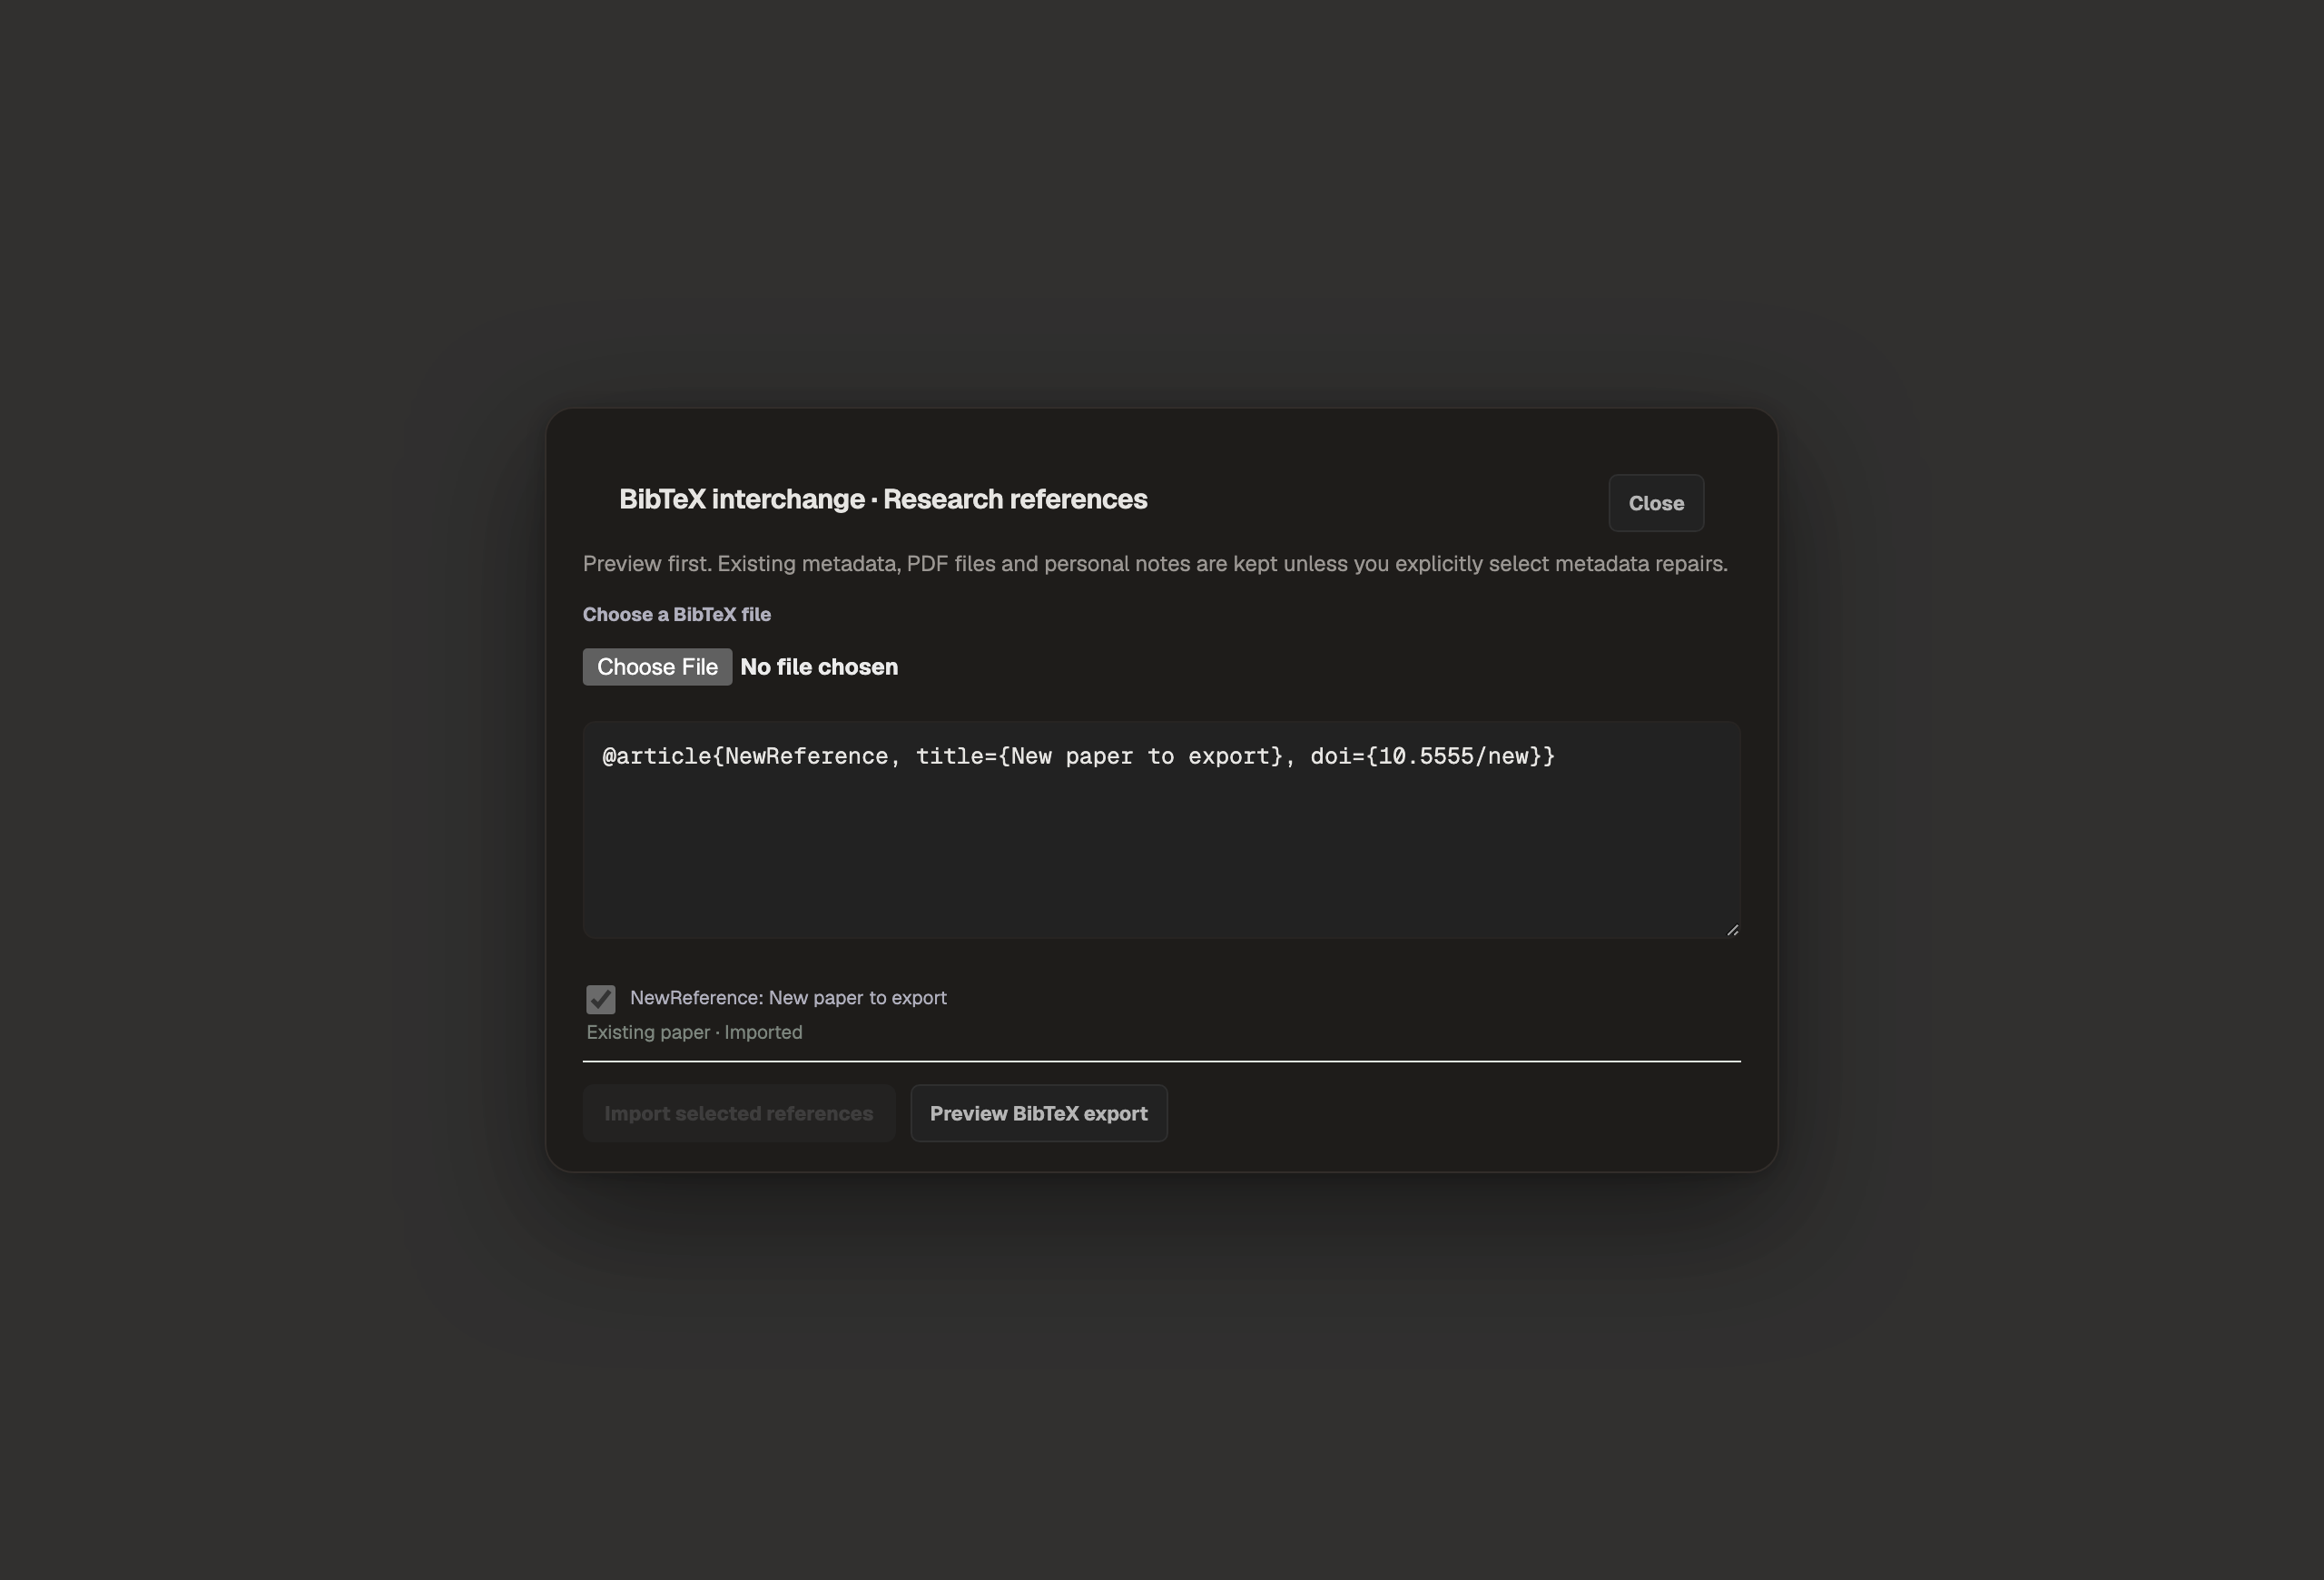 BibTeX interchange · Research references
Close
Preview first. Existing metadata, PDF files and personal notes are kept unless you explicitly select metadata repairs.
Choose a BibTeX file
Choose File No file chosen
@article{NewReference, title={New paper to export}, doi={10.5555/new}}
NewReference: New paper to export
Existing paper · Imported
Import selected references
Preview BibTeX export